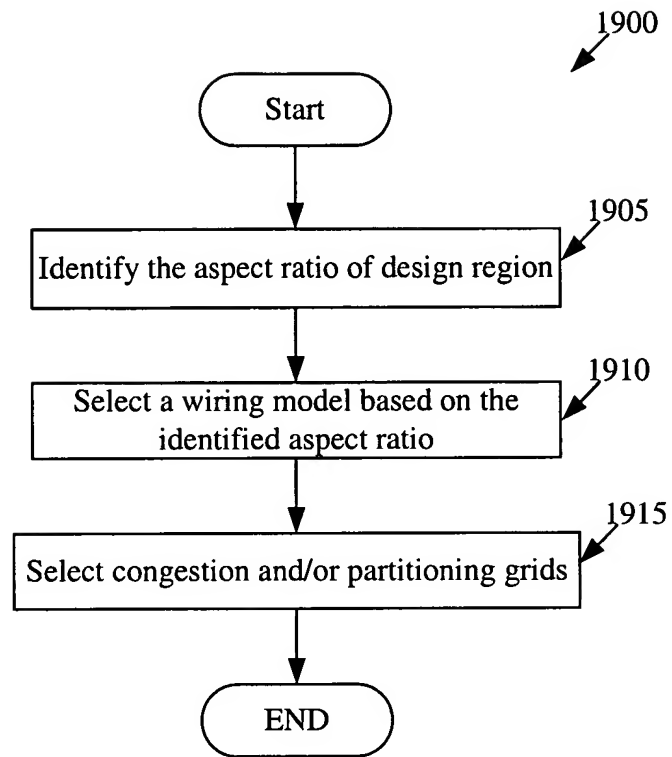 1900
Start
1905
Identify the aspect ratio of design region
1910
Select a wiring model based on the
identified aspect ratio
1915
Select congestion and/or partitioning grids
END